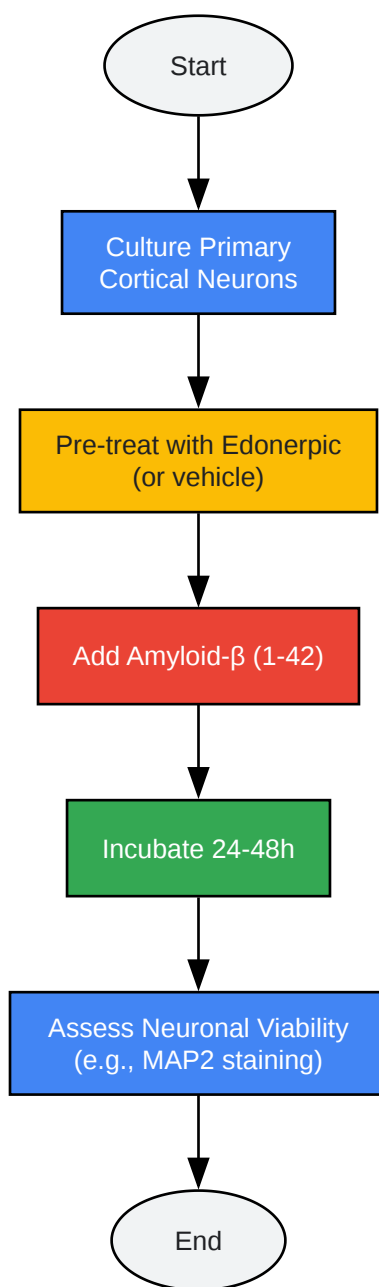 Start
Culture Primary
Cortical Neurons
Pre-treat with Edonerpic
(or vehicle)
Add Amyloid-β (1-42)
Incubate 24-48h
Assess Neuronal Viability
(e.g., MAP2 staining)
End